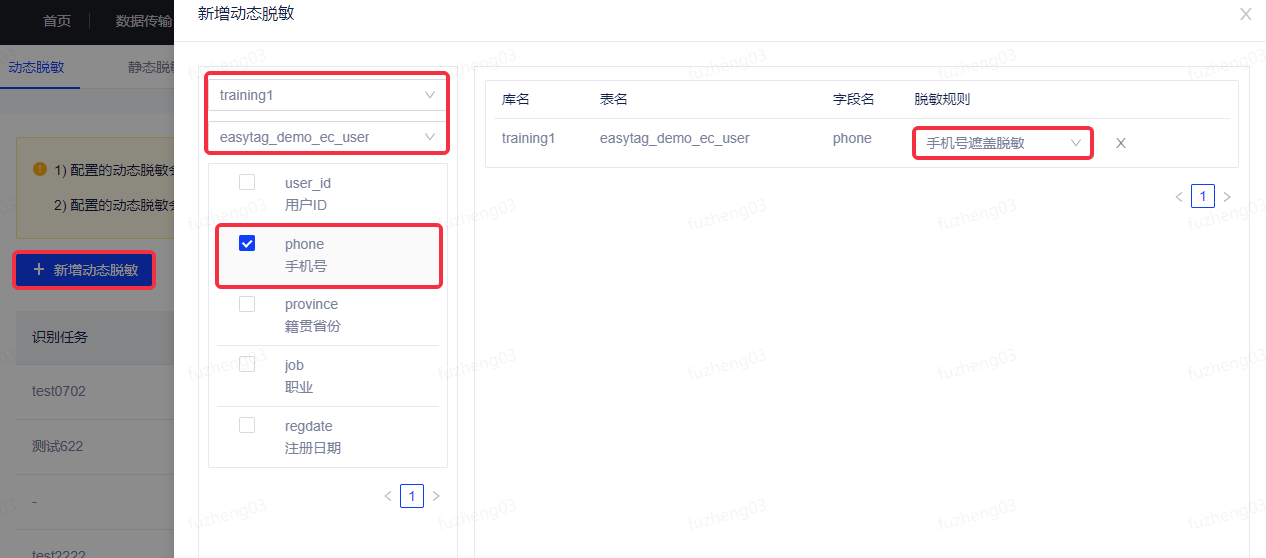 首页
数据传输
新增动态脱敏
动态脱敏
静态脱敏
1) 配置的动态脱敏会
2) 配置的动态脱敏会
+ 新增动态脱敏
识别任务
test0702
测试622
-
test2222
training1
easytag_demo_ec_user
user_id
用户ID
phone
手机号
province
籍贯省份
job
职业
regdate
注册日期
< 1 >
库名 表名 字段名 脱敏规则
training1 easytag_demo_ec_user phone 手机号遮盖脱敏 X
< 1 >
fuzheng03